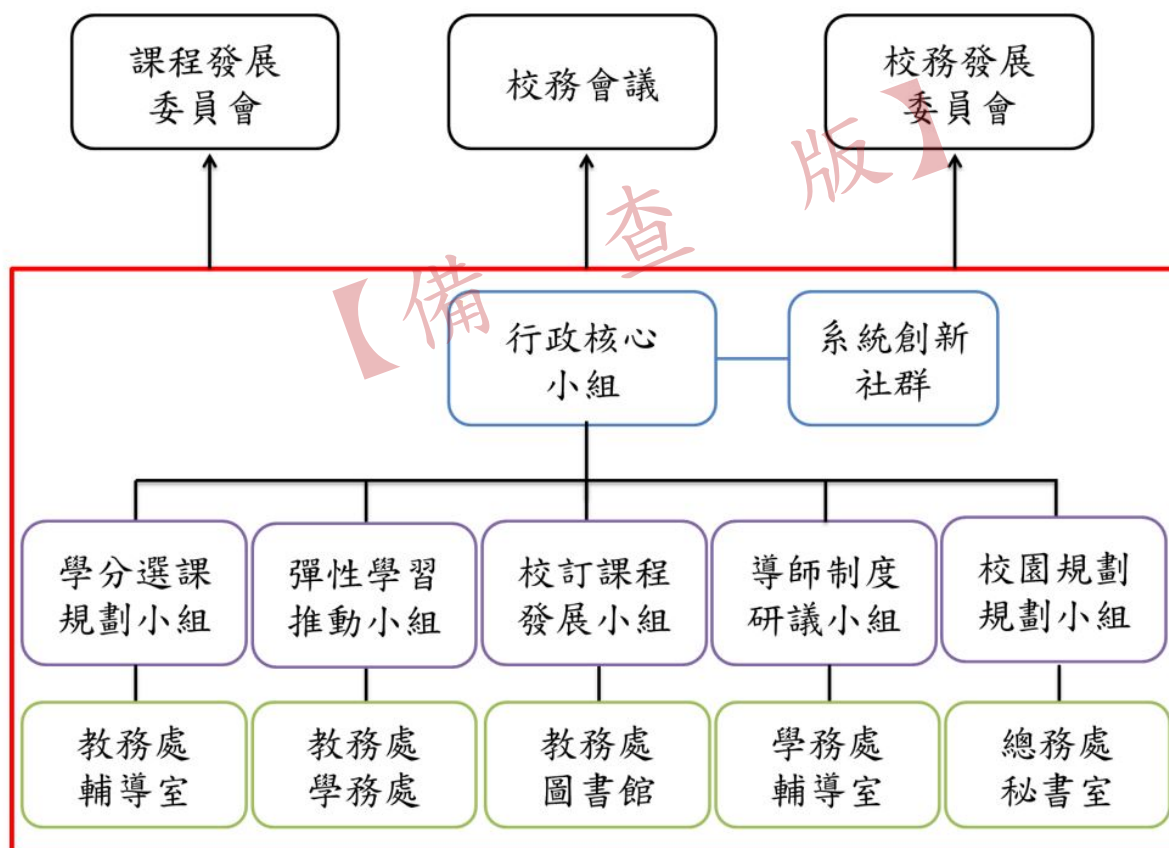 課程發展
委員會
校務會議
校務發展
委員會
【備查版】
行政核心
小組
系統創新
社群
學分選課
規劃小組
彈性學習
推動小組
校訂課程
發展小組
導師制度
研議小組
校園規劃
規劃小組
教務處
輔導室
教務處
學務處
教務處
圖書館
學務處
輔導室
總務處
秘書室